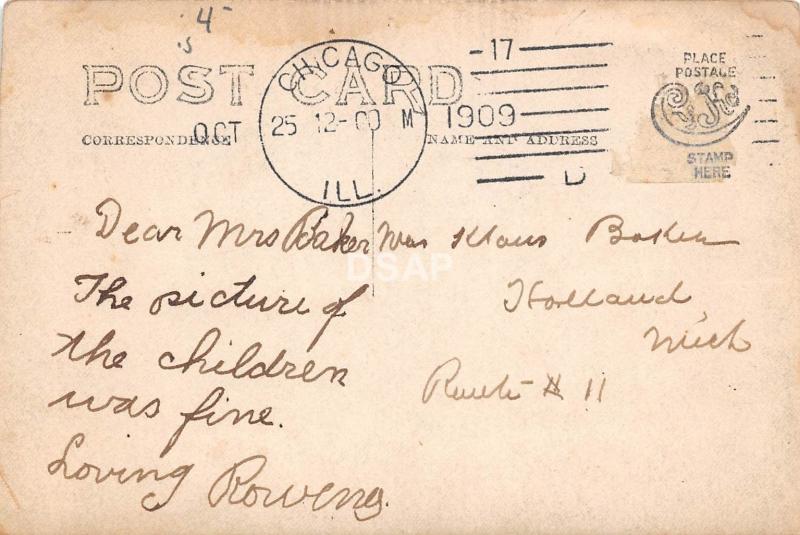 4
POST CARD
CHICAGO
ILL.
OCT 25 12-00 M 1909
17
D
PLACE
POSTAGE
STAMP
HERE
CORRESPONDENCE
NAME AND ADDRESS
Dear Mrs Baker
The picture of
the children
was fine.
Loving Rowena.
Mrs Klaus Baker
Holland
Mich
Route # 11
DSAP